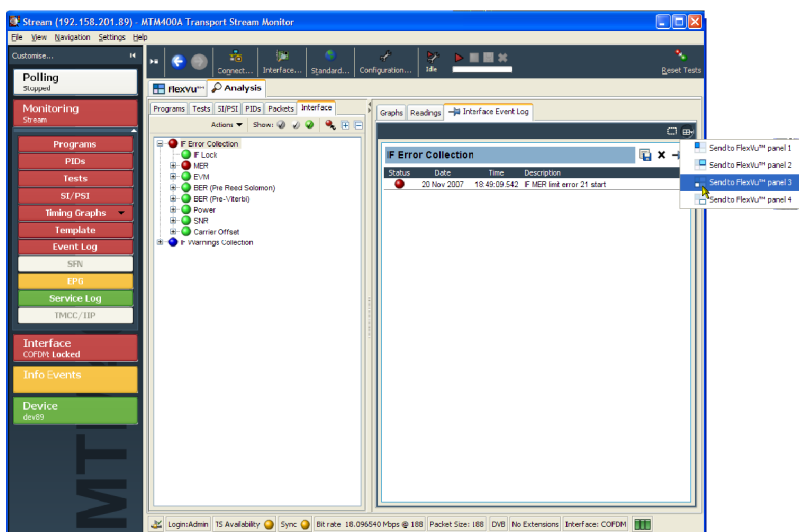 Stream (192.158.201.89) - MTM400A Transport Stream Monitor
File View Navigation Settings Help
Customise...
Connect... Interface... Standard... Configuration... Idle
Reset Tests
Polling
Stopped
FlexVu™ Analysis
Monitoring
Stream
Programs Tests SI/PSI PIDs Packets Interface
Graphs Readings Interface Event Log
Actions Show:
Programs
PIDs
Tests
SI/PSI
Timing Graphs
Template
Event Log
SFN
EPG
Service Log
TMCC/IIP
Interface
COFDM Locked
Info Events
Device
dev89
MT
IF Error Collection
IF Lock
MER
EVM
BER (Pre Reed Solomon)
BER (Pre-Viterbi)
Power
SNR
Carrier Offset
IF Warnings Collection
IF Error Collection
Status Date Time Description
20 Nov 2007 18:49:09.542 IF MER limit error 21 start
Send to FlexVu™ panel 1
Send to FlexVu™ panel 2
Send to FlexVu™ panel 3
Send to FlexVu™ panel 4
Login:Admin TS Availability Sync Bit rate 18.096540 Mbps @ 188 Packet Size: 188 DVB No Extensions Interface: COFDM